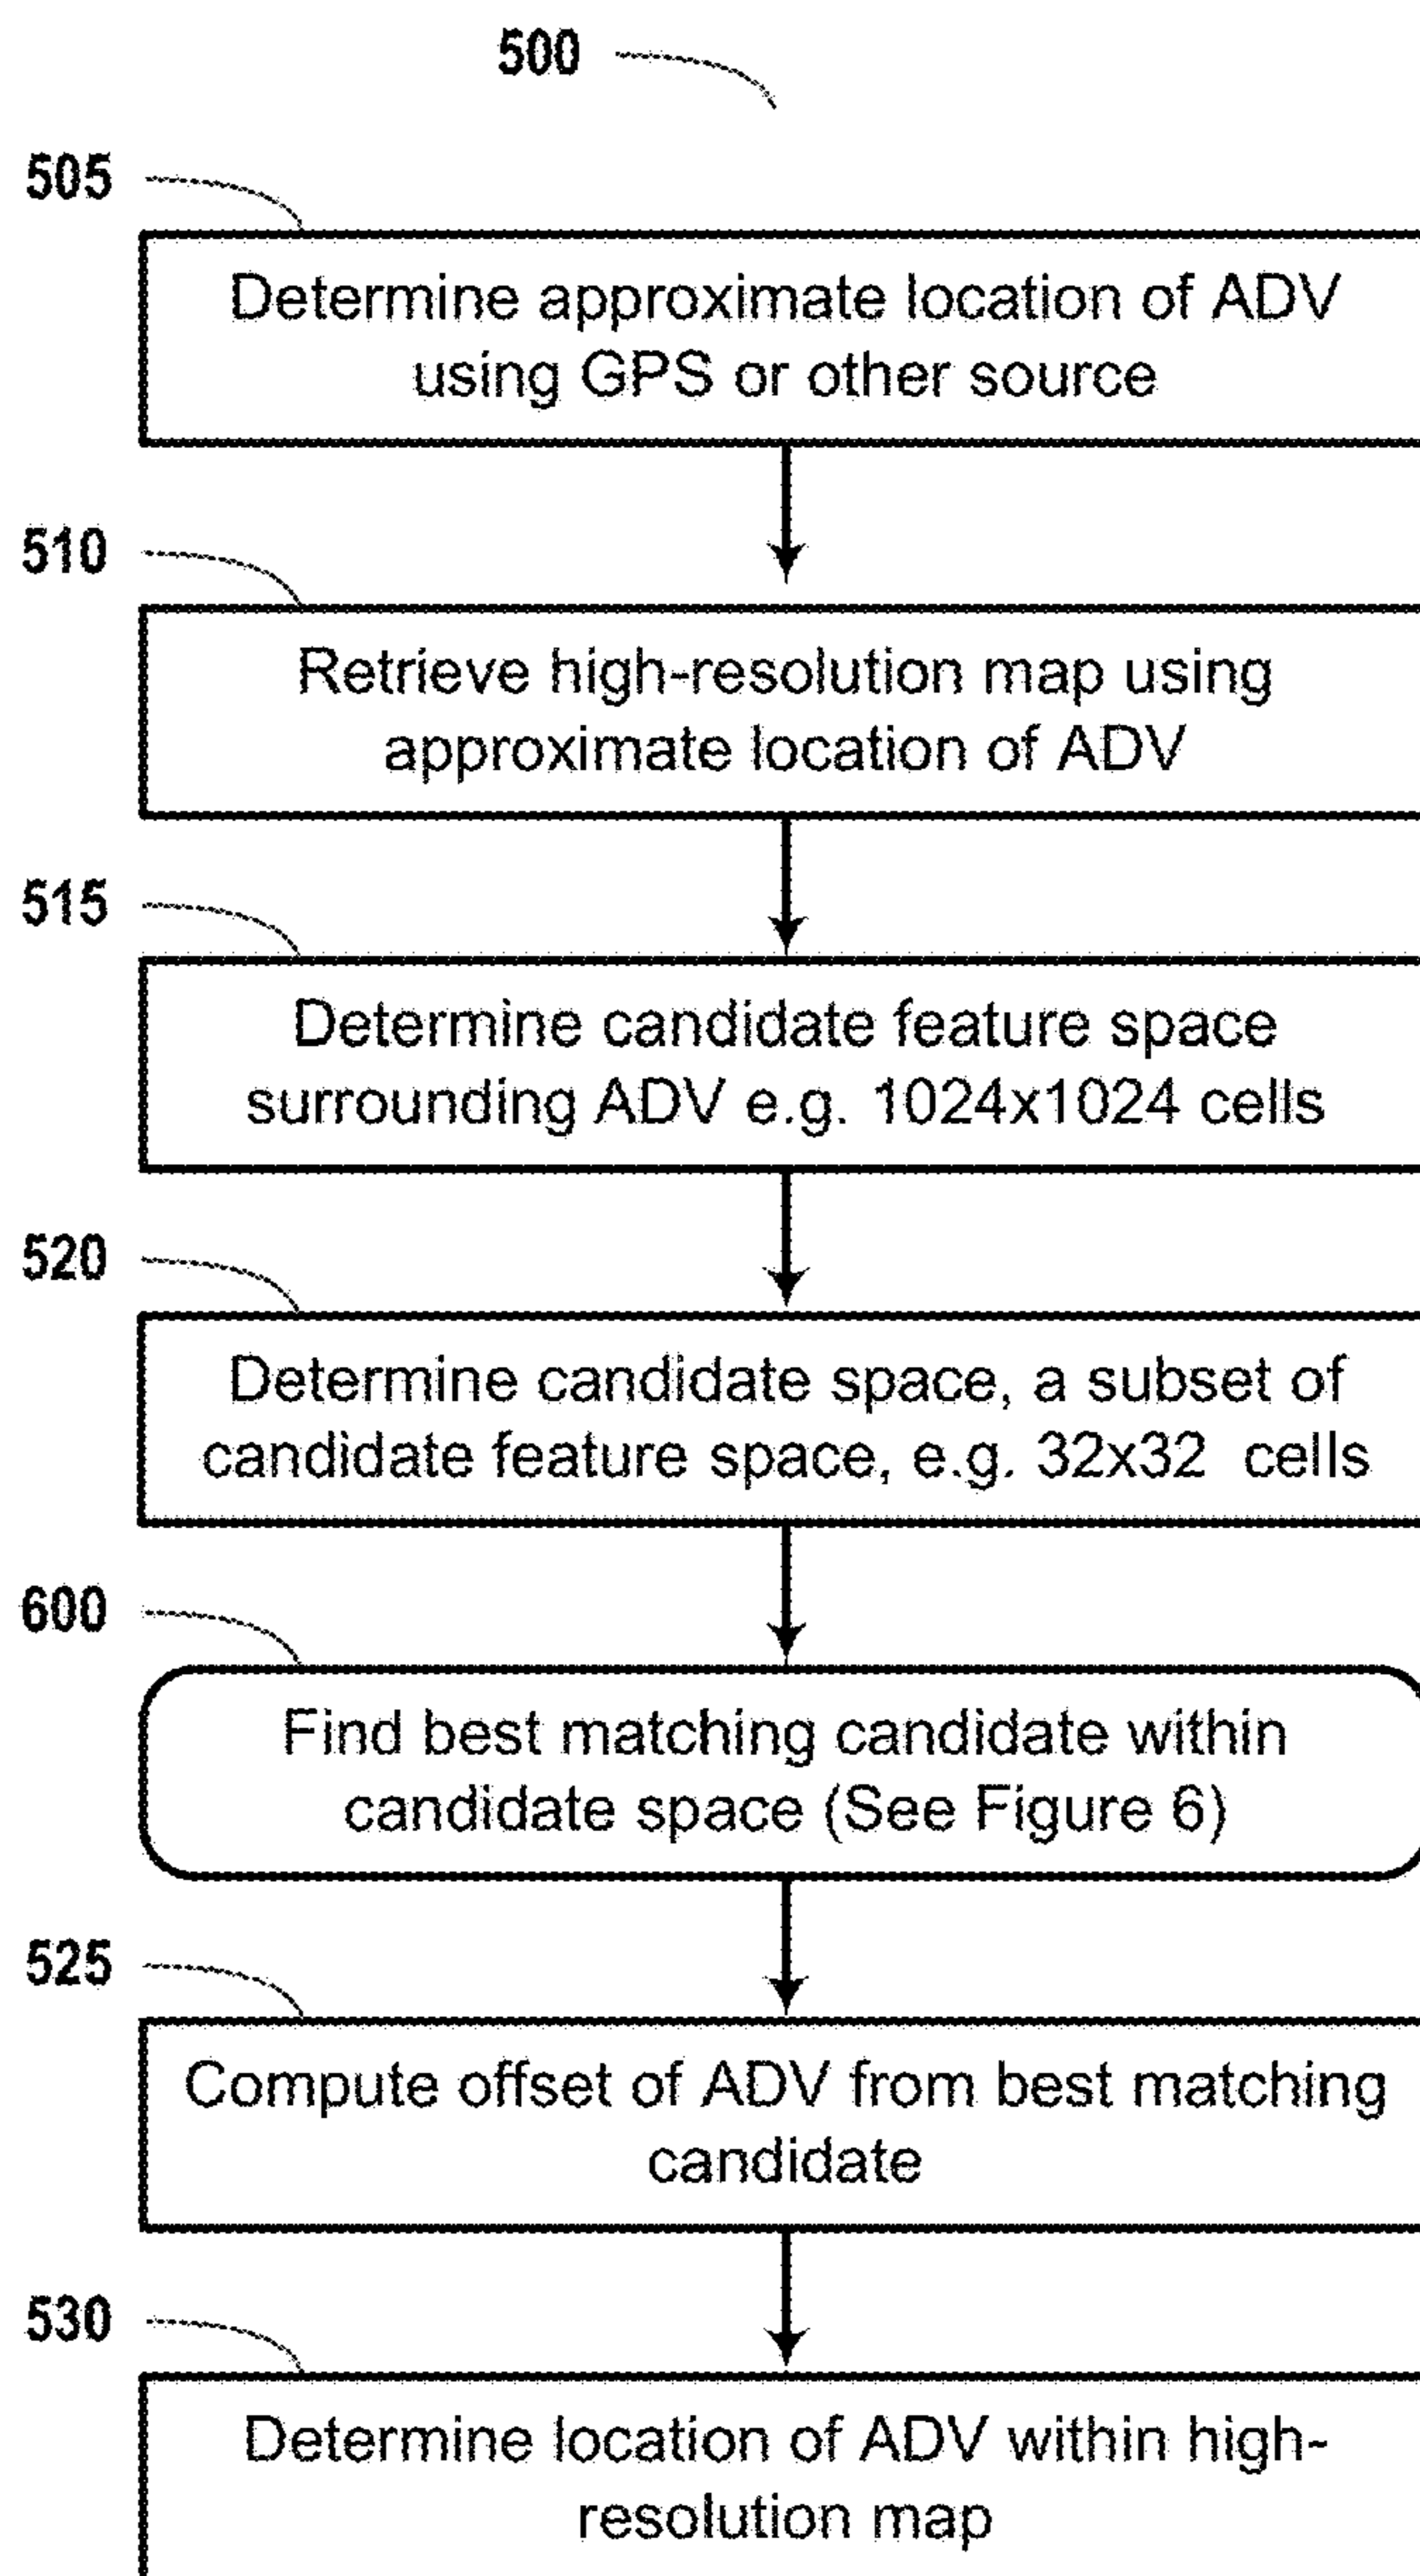 500
505
Determine approximate location of ADV
using GPS or other source
510
Retrieve high-resolution map using
approximate location of ADV
515
Determine candidate feature space
surrounding ADV e.g. 1024x1024 cells
520
Determine candidate space, a subset of
candidate feature space, e.g. 32x32 cells
600
Find best matching candidate within
candidate space (See Figure 6)
525
Compute offset of ADV from best matching
candidate
530
Determine location of ADV within high-
resolution map